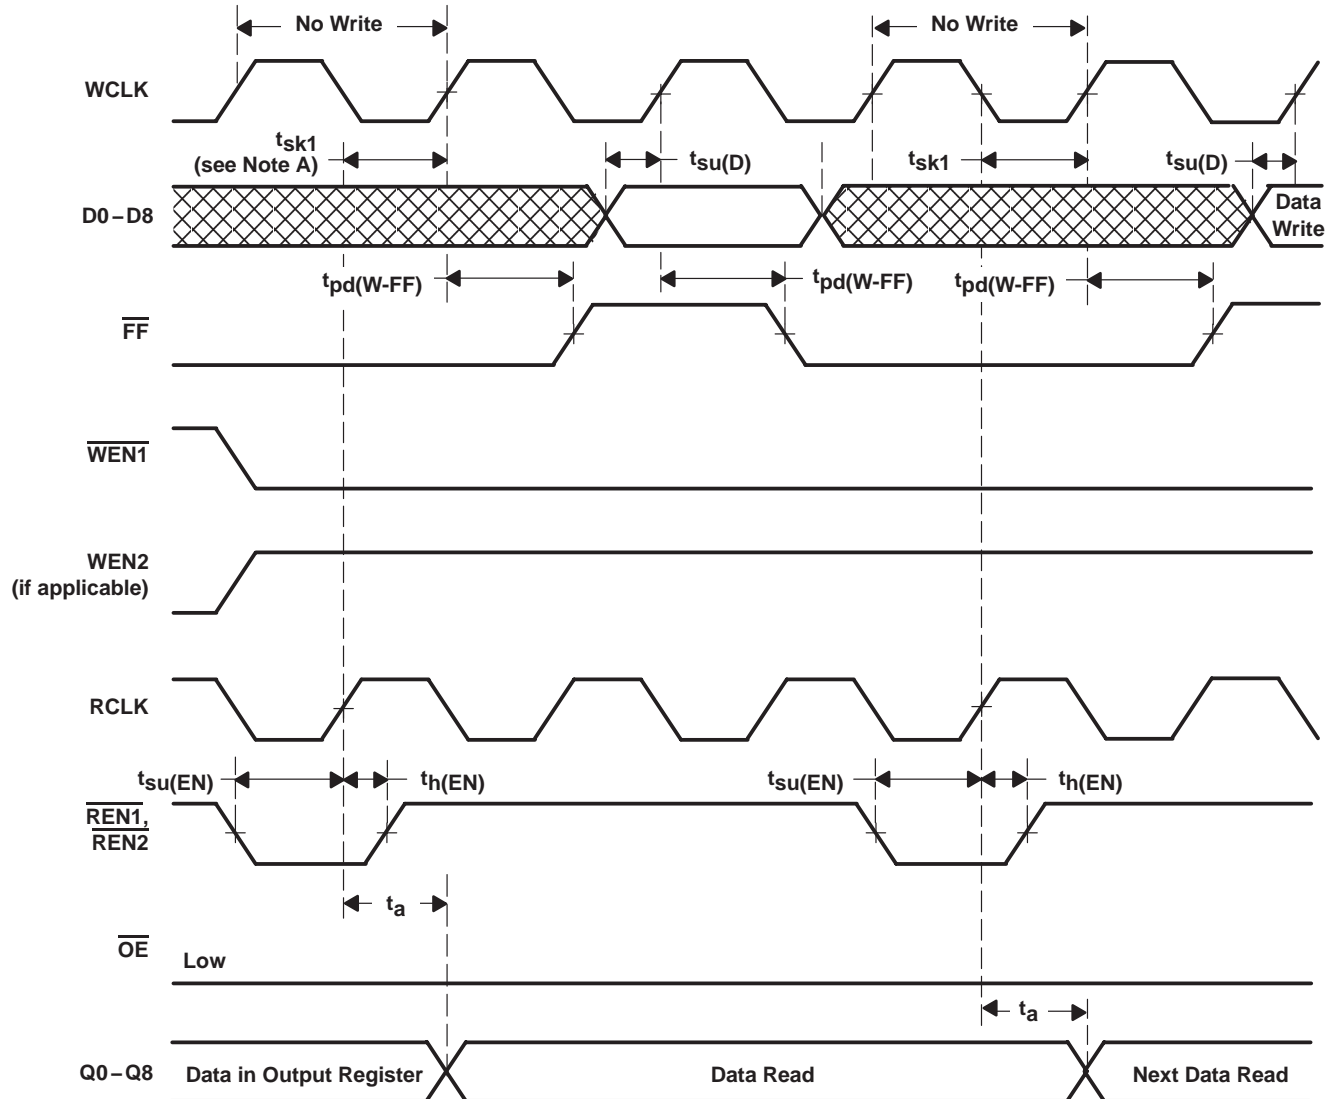 No Write
No Write
WCLK
tsk1
(see Note A)
tsu(D)
tsk1
tsu(D)
D0–D8
Data
Write
tpd(W-FF)
tpd(W-FF)
tpd(W-FF)
FF
WEN1
WEN2
(if applicable)
RCLK
tsu(EN)
th(EN)
tsu(EN)
th(EN)
REN1,
REN2
ta
OE
Low
ta
Q0–Q8
Data in Output Register
Data Read
Next Data Read